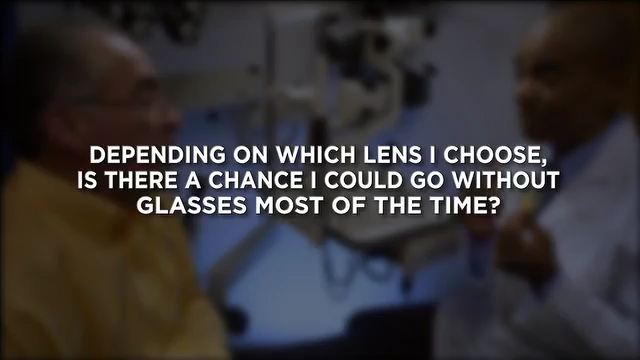 DEPENDING ON WHICH LENS I CHOOSE,
IS THERE A CHANCE I COULD GO WITHOUT
GLASSES MOST OF THE TIME?